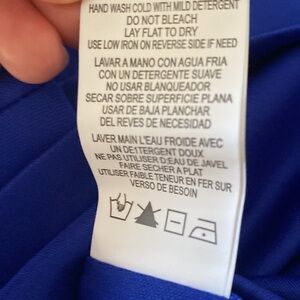 HAND WASH COLD WITH MILD DETERGENT
DO NOT BLEACH
LAY FLAT TO DRY
USE LOW IRON ON REVERSE SIDE IF NEED
LAVAR A MANO CON AGUA FRIA
CON UN DETERGENTE SUAVE
NO USAR BLANQUEADOR
SECAR SOBRE SUPERFICIE PLANA
USAR DE BAJA PLANCHAR
DEL REVES DE NECESIDAD
LAVER MAIN L'EAU FROIDE AVEC
UN DETERGENT DOUX
NE PAS UTILISER D'EAU DE JAVEL
FAIRE SECHER A PLAT
UTILISER FAIBLE TENEUR EN FER SUR
VERSO DE BESOIN